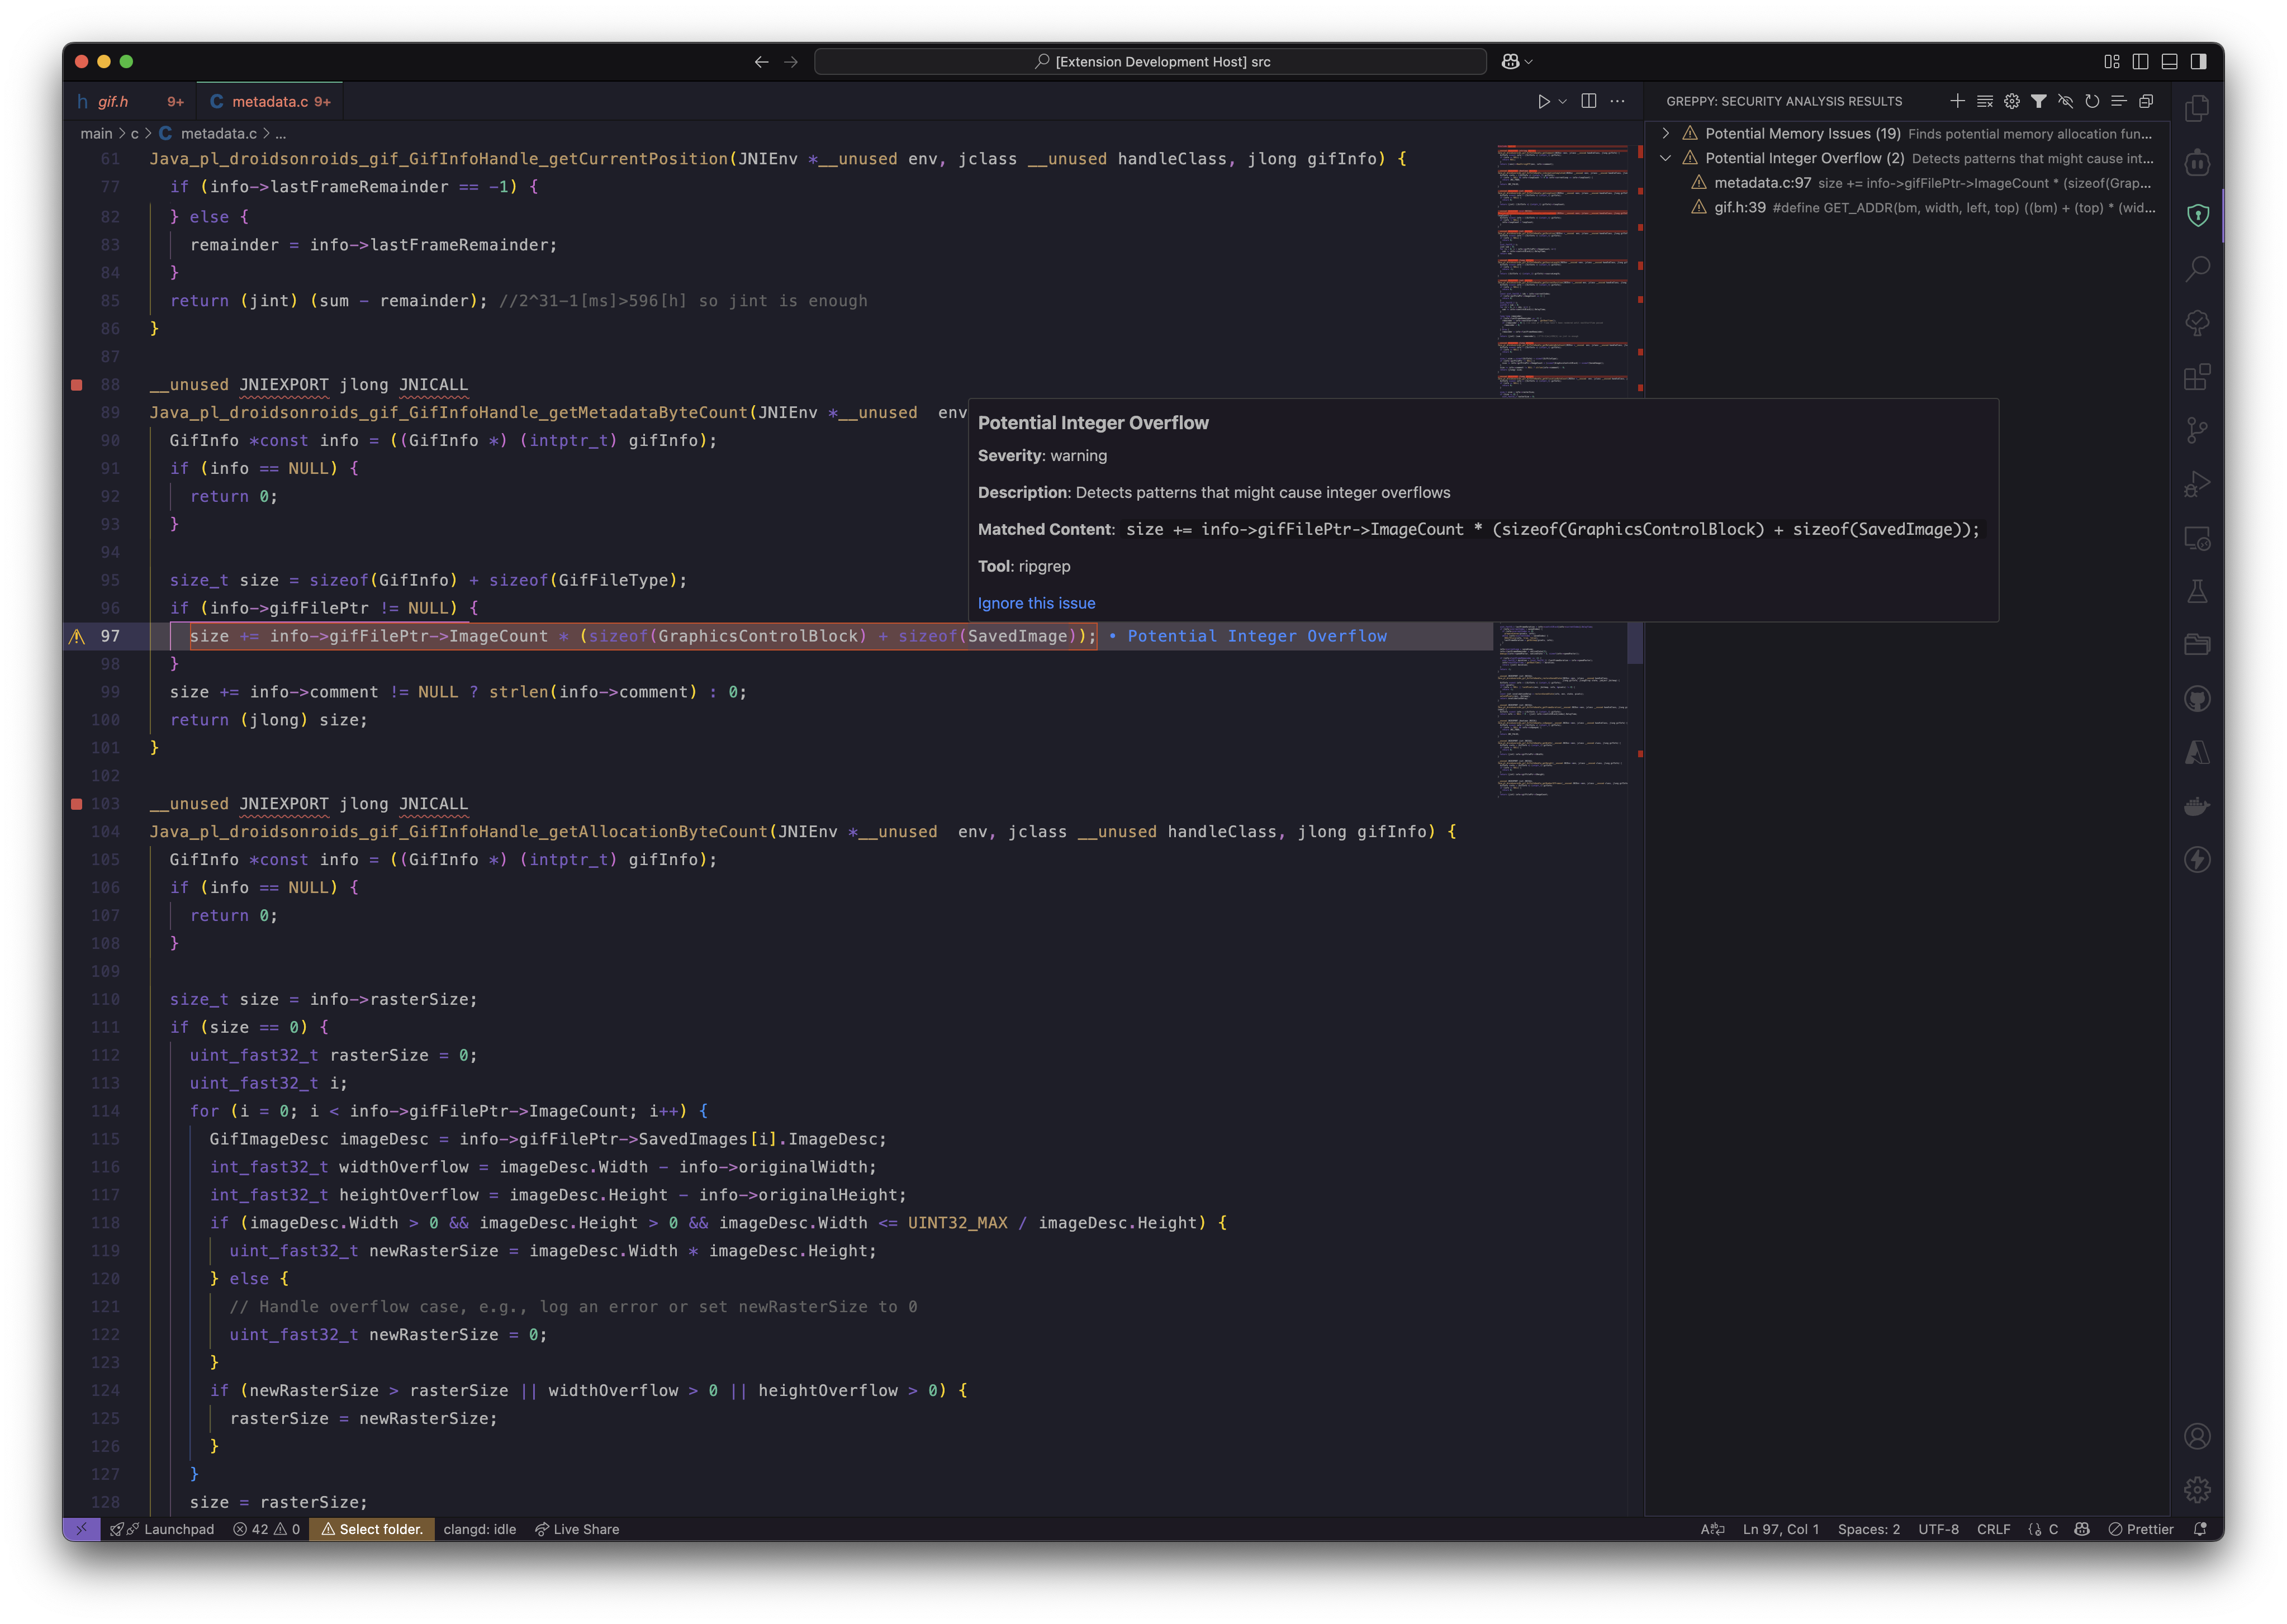 [Extension Development Host] src
gif.h 9+
metadata.c 9+
main > c > C metadata.c > ...
61 Java_pl_droidsonroids_gif_GifInfoHandle_getCurrentPosition(JNIEnv *__unused env, jclass __unused handleClass, jlong gifInfo) {
77 if (info->lastFrameRemainder == -1) {
82 } else {
83 remainder = info->lastFrameRemainder;
84 }
85 return (jint) (sum - remainder); //2^31-1[ms]>596[h] so jint is enough
86 }
87
88 __unused JNIEXPORT jlong JNICALL
89 Java_pl_droidsonroids_gif_GifInfoHandle_getMetadataByteCount(JNIEnv *__unused env
90 GifInfo *const info = ((GifInfo *) (intptr_t) gifInfo);
91 if (info == NULL) {
92 return 0;
93 }
94
95 size_t size = sizeof(GifInfo) + sizeof(GifFileType);
96 if (info->gifFilePtr != NULL) {
97 size += info->gifFilePtr->ImageCount * (sizeof(GraphicsControlBlock) + sizeof(SavedImage)); • Potential Integer Overflow
98 }
99 size += info->comment != NULL ? strlen(info->comment) : 0;
100 return (jlong) size;
101 }
102
103 __unused JNIEXPORT jlong JNICALL
104 Java_pl_droidsonroids_gif_GifInfoHandle_getAllocationByteCount(JNIEnv *__unused env, jclass __unused handleClass, jlong gifInfo) {
105 GifInfo *const info = ((GifInfo *) (intptr_t) gifInfo);
106 if (info == NULL) {
107 return 0;
108 }
109
110 size_t size = info->rasterSize;
111 if (size == 0) {
112 uint_fast32_t rasterSize = 0;
113 uint_fast32_t i;
114 for (i = 0; i < info->gifFilePtr->ImageCount; i++) {
115 GifImageDesc imageDesc = info->gifFilePtr->SavedImages[i].ImageDesc;
116 int_fast32_t widthOverflow = imageDesc.Width - info->originalWidth;
117 int_fast32_t heightOverflow = imageDesc.Height - info->originalHeight;
118 if (imageDesc.Width > 0 && imageDesc.Height > 0 && imageDesc.Width <= UINT32_MAX / imageDesc.Height) {
119 uint_fast32_t newRasterSize = imageDesc.Width * imageDesc.Height;
120 } else {
121 // Handle overflow case, e.g., log an error or set newRasterSize to 0
122 uint_fast32_t newRasterSize = 0;
123 }
124 if (newRasterSize > rasterSize || widthOverflow > 0 || heightOverflow > 0) {
125 rasterSize = newRasterSize;
126 }
127 }
128 size = rasterSize;
Potential Integer Overflow
Severity: warning
Description: Detects patterns that might cause integer overflows
Matched Content: size += info->gifFilePtr->ImageCount * (sizeof(GraphicsControlBlock) + sizeof(SavedImage));
Tool: ripgrep
Ignore this issue
GREPPY: SECURITY ANALYSIS RESULTS
Potential Memory Issues (19) Finds potential memory allocation fun...
Potential Integer Overflow (2) Detects patterns that might cause int...
metadata.c:97 size += info->gifFilePtr->ImageCount * (sizeof(Grap...
gif.h:39 #define GET_ADDR(bm, width, left, top) ((bm) + (top) * (wid...
Launchpad 42 0 Select folder. clangd: idle Live Share
Ln 97, Col 1 Spaces: 2 UTF-8 CRLF C Prettier